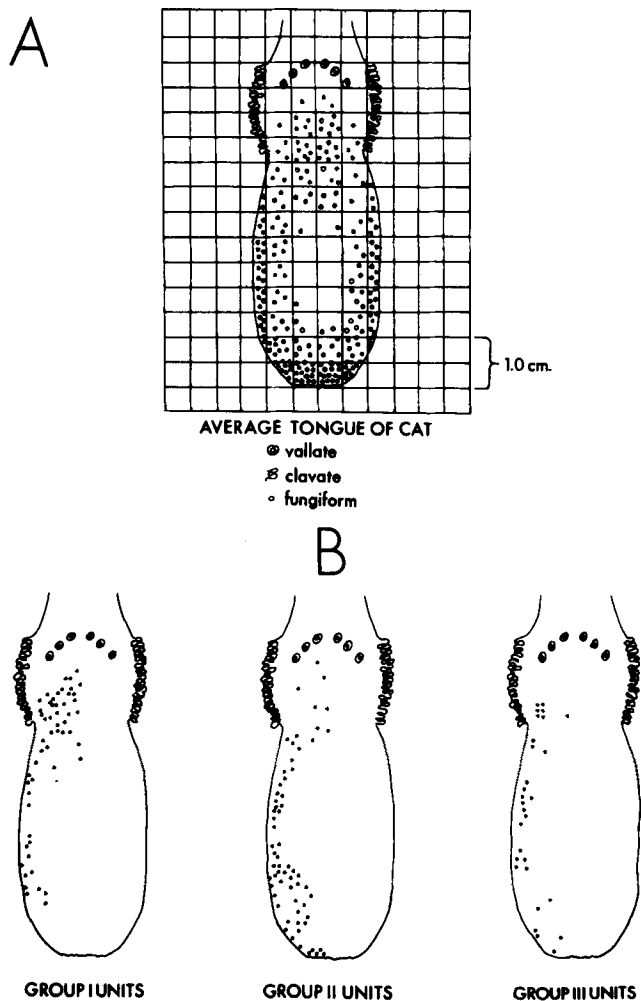 A
1.0 cm.
AVERAGE TONGUE OF CAT
vallate
clavate
fungiform
B
GROUP I UNITS
GROUP II UNITS
GROUP III UNITS